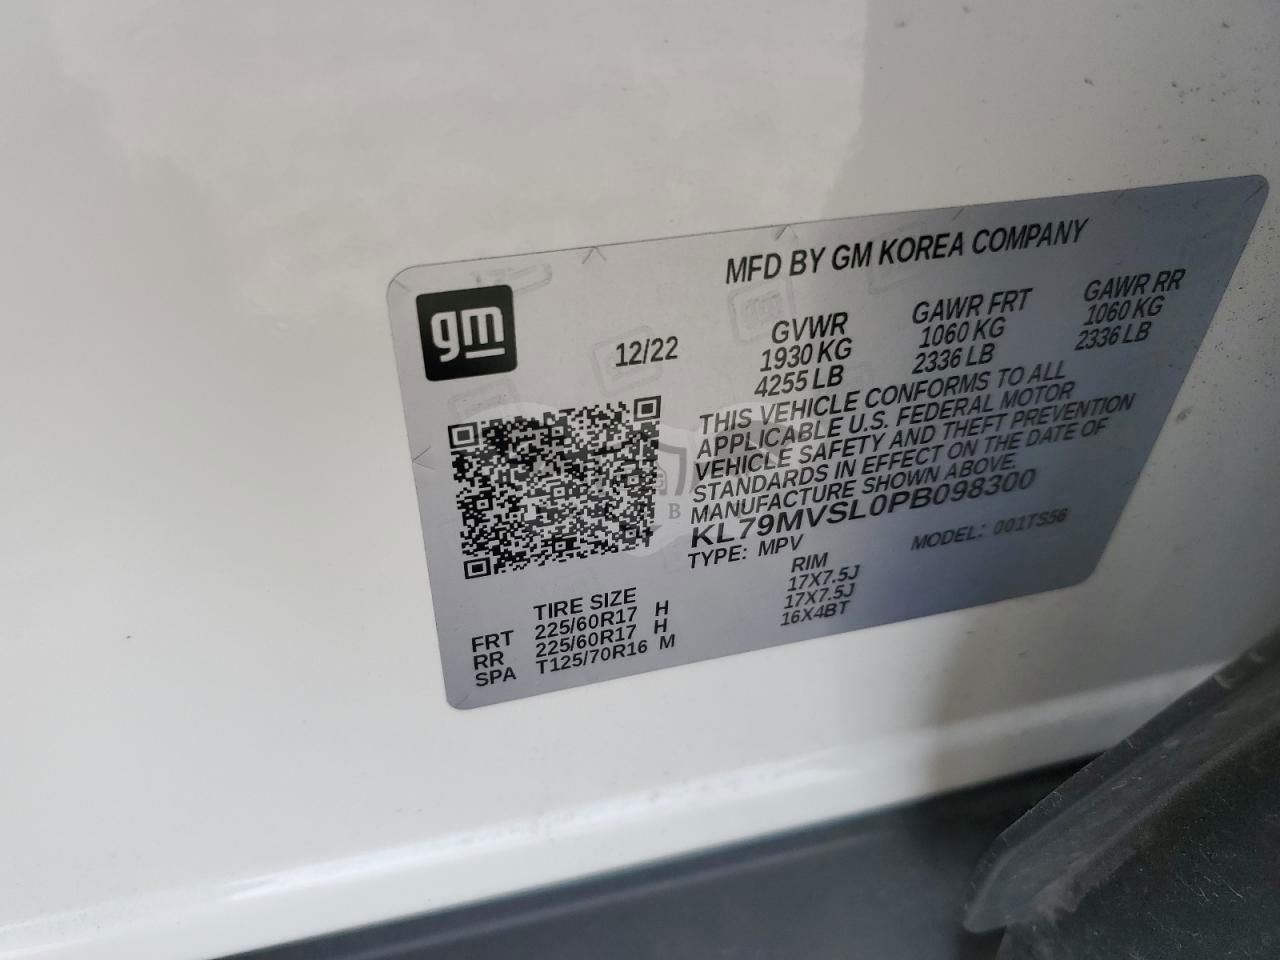 MFD BY GM KOREA COMPANY
gm
12/22
GVWR GAWR FRT GAWR RR
1930 KG 1060 KG 1060 KG
4255 LB 2336 LB 2336 LB
THIS VEHICLE CONFORMS TO ALL
APPLICABLE U.S. FEDERAL MOTOR
VEHICLE SAFETY AND THEFT PREVENTION
STANDARDS IN EFFECT ON THE DATE OF
MANUFACTURE SHOWN ABOVE.
KL79MVSL0PB098300
TYPE: MPV MODEL: 001TS56
TIRE SIZE RIM
FRT 225/60R17 H 17X7.5J
RR 225/60R17 H 17X7.5J
SPA T125/70R16 M 16X4BT